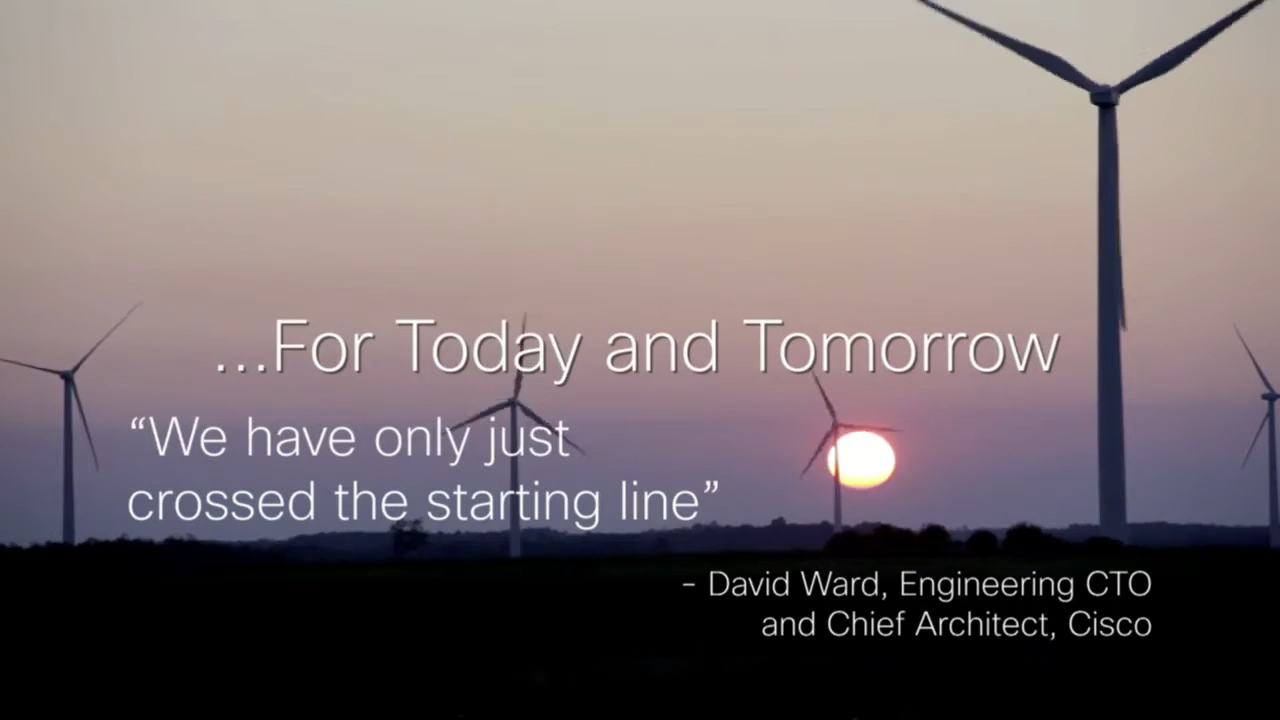 ...For Today and Tomorrow
“We have only just
crossed the starting line”
– David Ward, Engineering CTO
and Chief Architect, Cisco